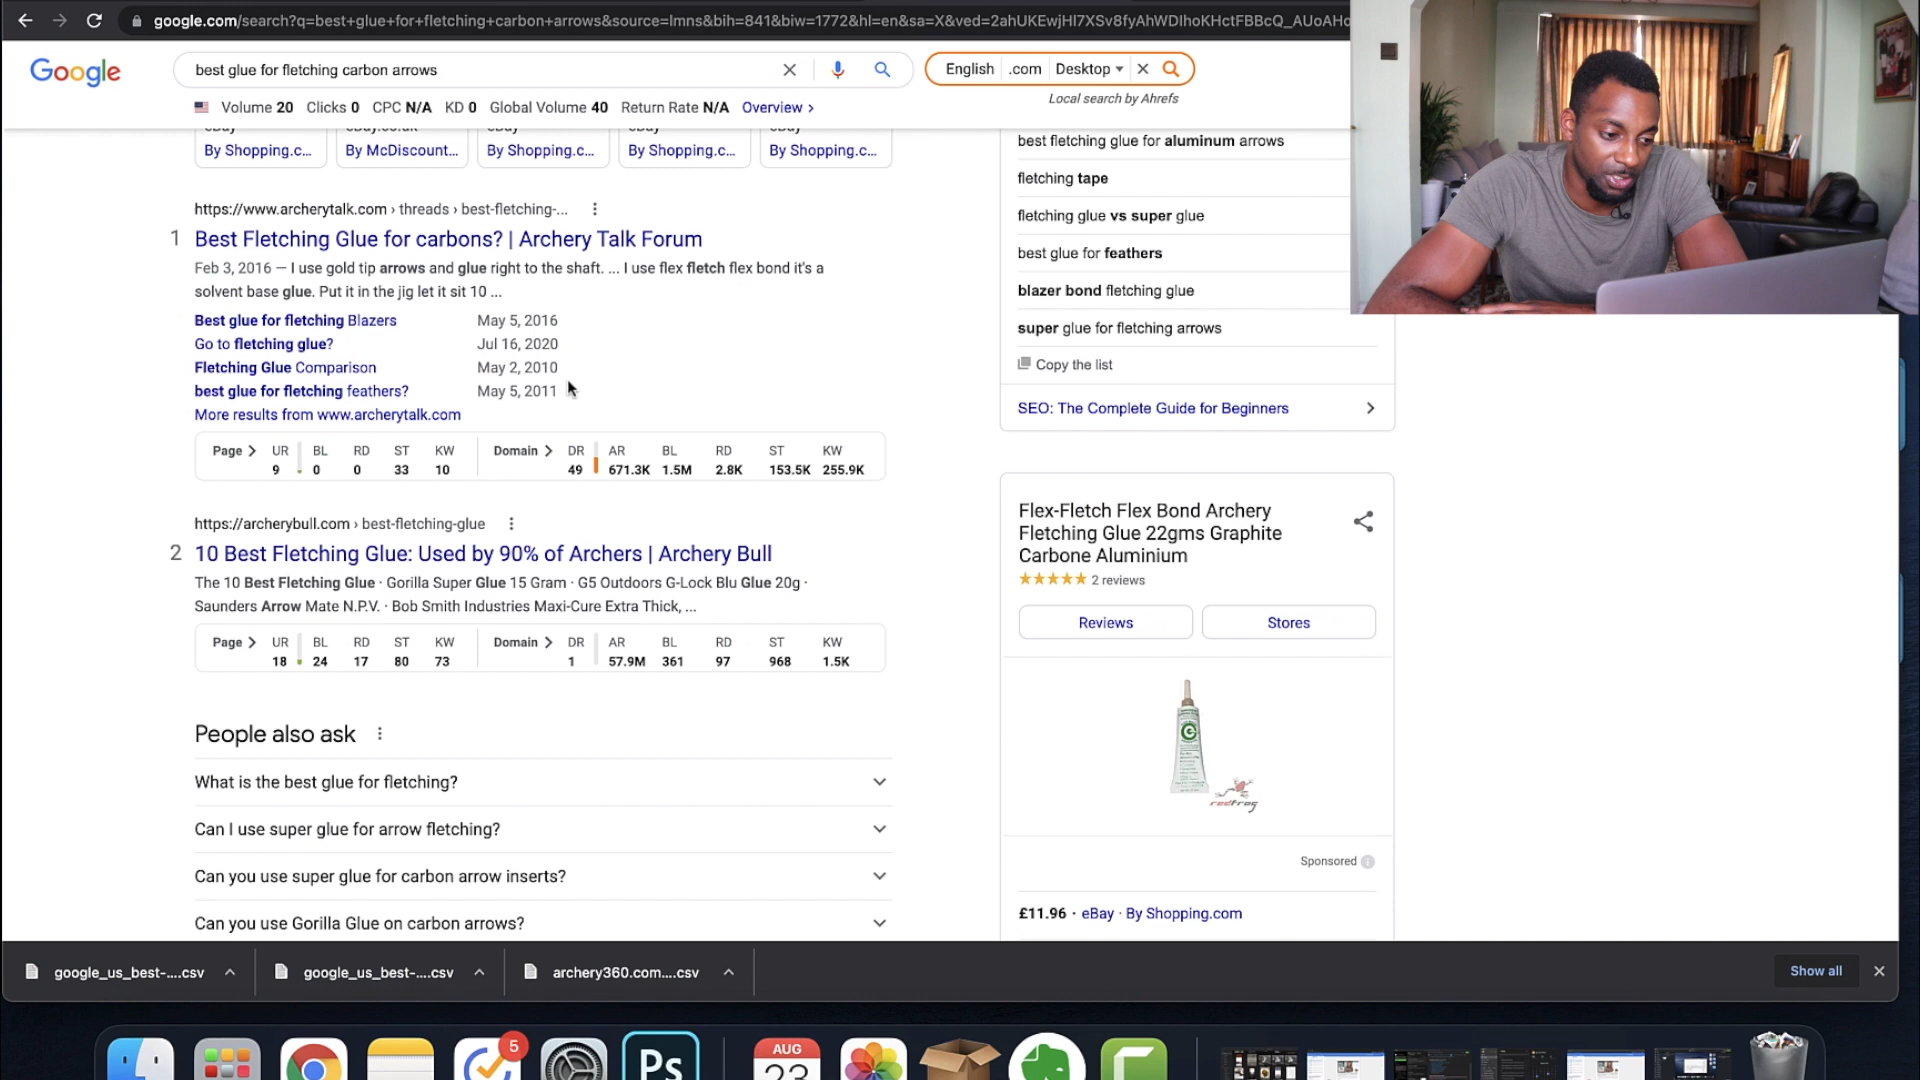 google.com/search?q=best+glue+for+fletching+carbon+arrows&source=lmns&bih=841&biw=1772&hl=en&sa=X&ved=2ahUKEwjHl7XSv8fyAhWDIhoKHctFBBcQ_AUoAHo
Google
best glue for fletching carbon arrows
English .com Desktop
Local search by Ahrefs
Volume 20 Clicks 0 CPC N/A KD 0 Global Volume 40 Return Rate N/A Overview >
By Shopping.c... By McDiscount... By Shopping.c... By Shopping.c... By Shopping.c...
https://www.archerytalk.com › threads › best-fletching-...
1 Best Fletching Glue for carbons? | Archery Talk Forum
Feb 3, 2016 — I use gold tip arrows and glue right to the shaft. ... I use flex fletch flex bond it's a
solvent base glue. Put it in the jig let it sit 10 ...
Best glue for fletching Blazers May 5, 2016
Go to fletching glue? Jul 16, 2020
Fletching Glue Comparison May 2, 2010
best glue for fletching feathers? May 5, 2011
More results from www.archerytalk.com
Page > UR BL RD ST KW Domain > DR AR BL RD ST KW
9 0 0 33 10 49 671.3K 1.5M 2.8K 153.5K 255.9K
https://archerybull.com › best-fletching-glue
2 10 Best Fletching Glue: Used by 90% of Archers | Archery Bull
The 10 Best Fletching Glue · Gorilla Super Glue 15 Gram · G5 Outdoors G-Lock Blu Glue 20g ·
Saunders Arrow Mate N.P.V. · Bob Smith Industries Maxi-Cure Extra Thick, ...
Page > UR BL RD ST KW Domain > DR AR BL RD ST KW
18 24 17 80 73 1 57.9M 361 97 968 1.5K
People also ask
What is the best glue for fletching?
Can I use super glue for arrow fletching?
Can you use super glue for carbon arrow inserts?
Can you use Gorilla Glue on carbon arrows?
best fletching glue for aluminum arrows
fletching tape
fletching glue vs super glue
best glue for feathers
blazer bond fletching glue
super glue for fletching arrows
Copy the list
SEO: The Complete Guide for Beginners
Flex-Fletch Flex Bond Archery
Fletching Glue 22gms Graphite
Carbone Aluminium
2 reviews
Reviews Stores
redfrog
Sponsored
£11.96 · eBay · By Shopping.com
google_us_best-....csv google_us_best-....csv archery360.com....csv Show all
5
Ps
AUG
23